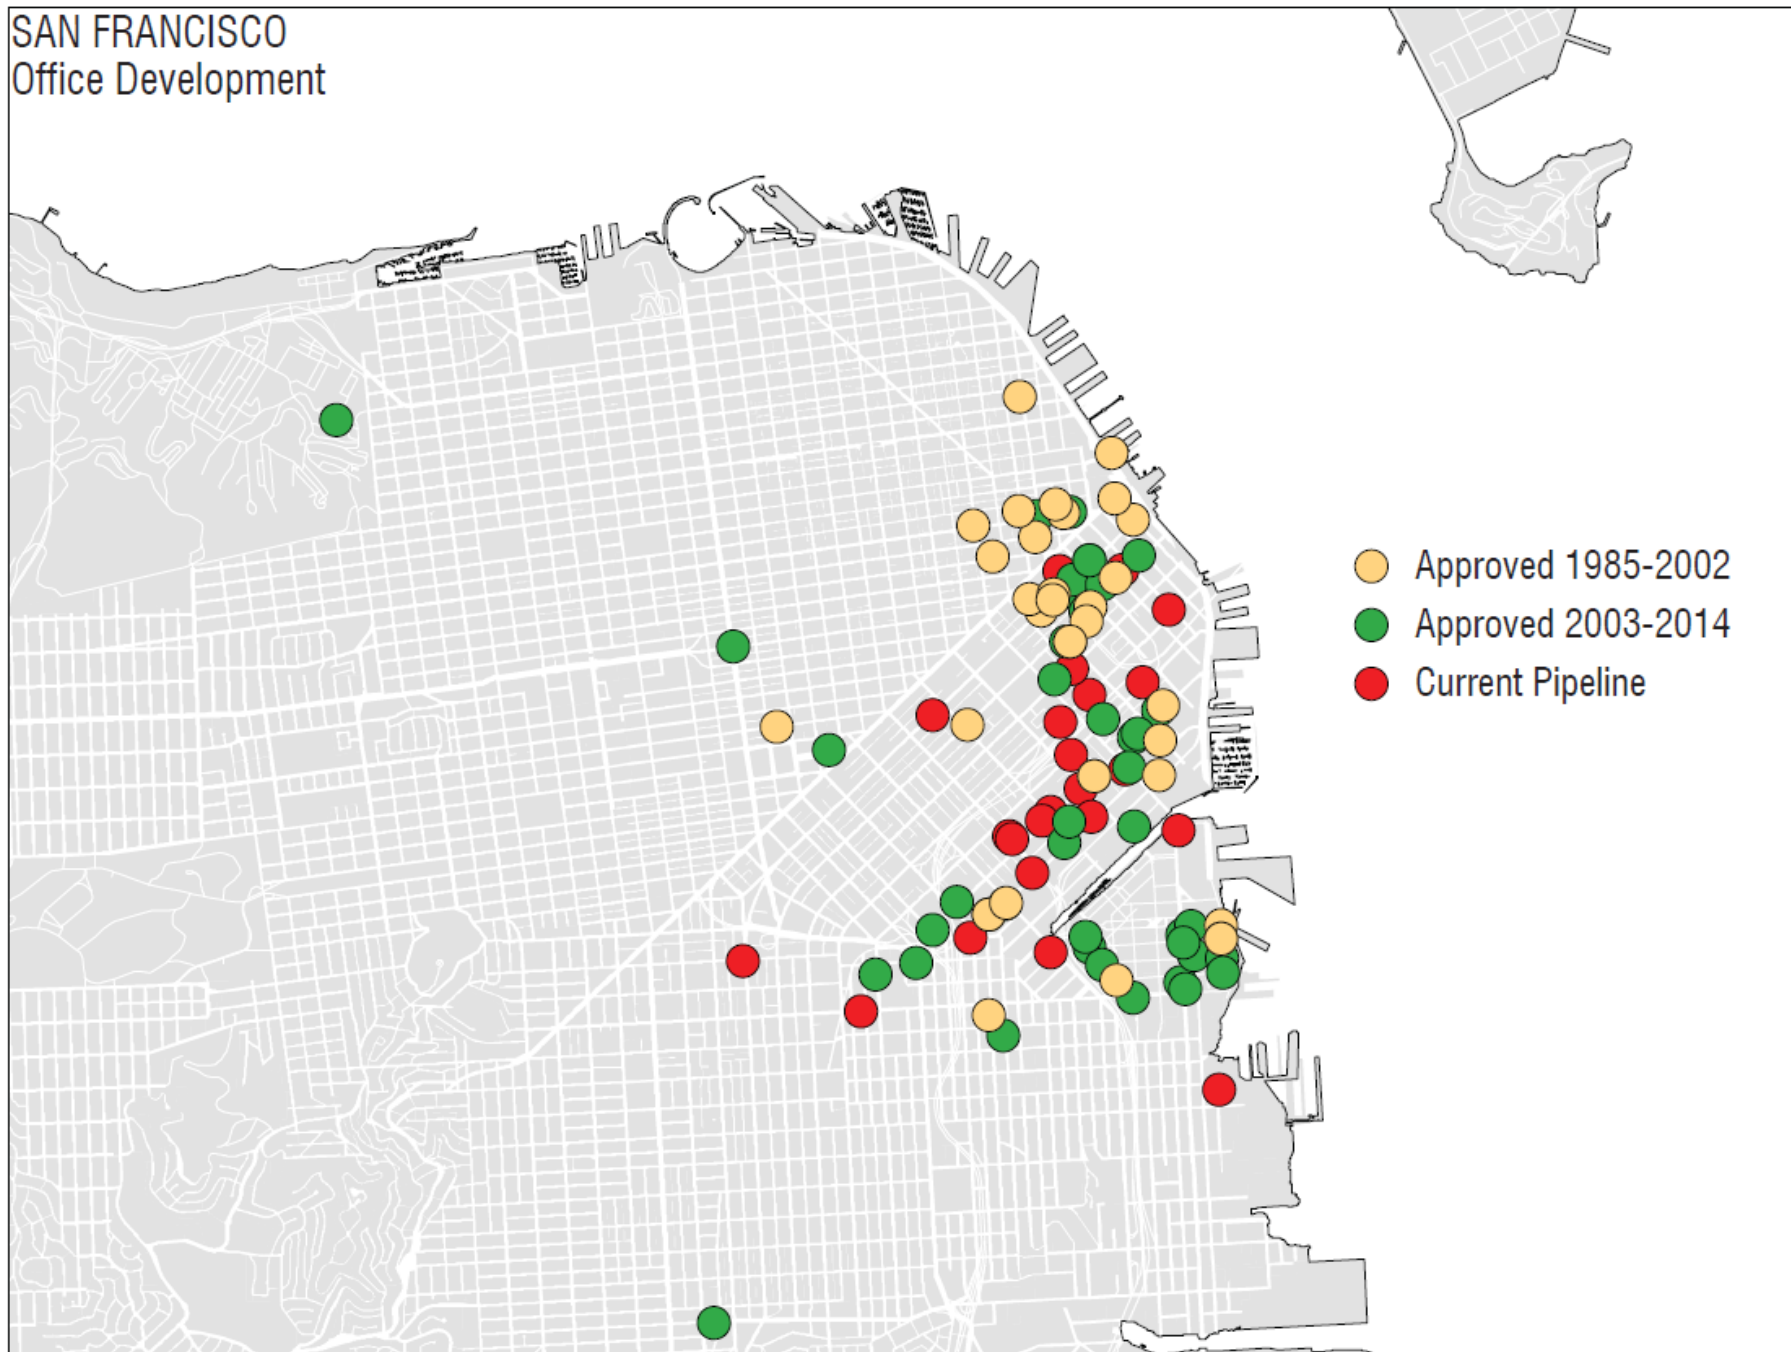 SAN FRANCISCO
Office Development
Approved 1985-2002
Approved 2003-2014
Current Pipeline